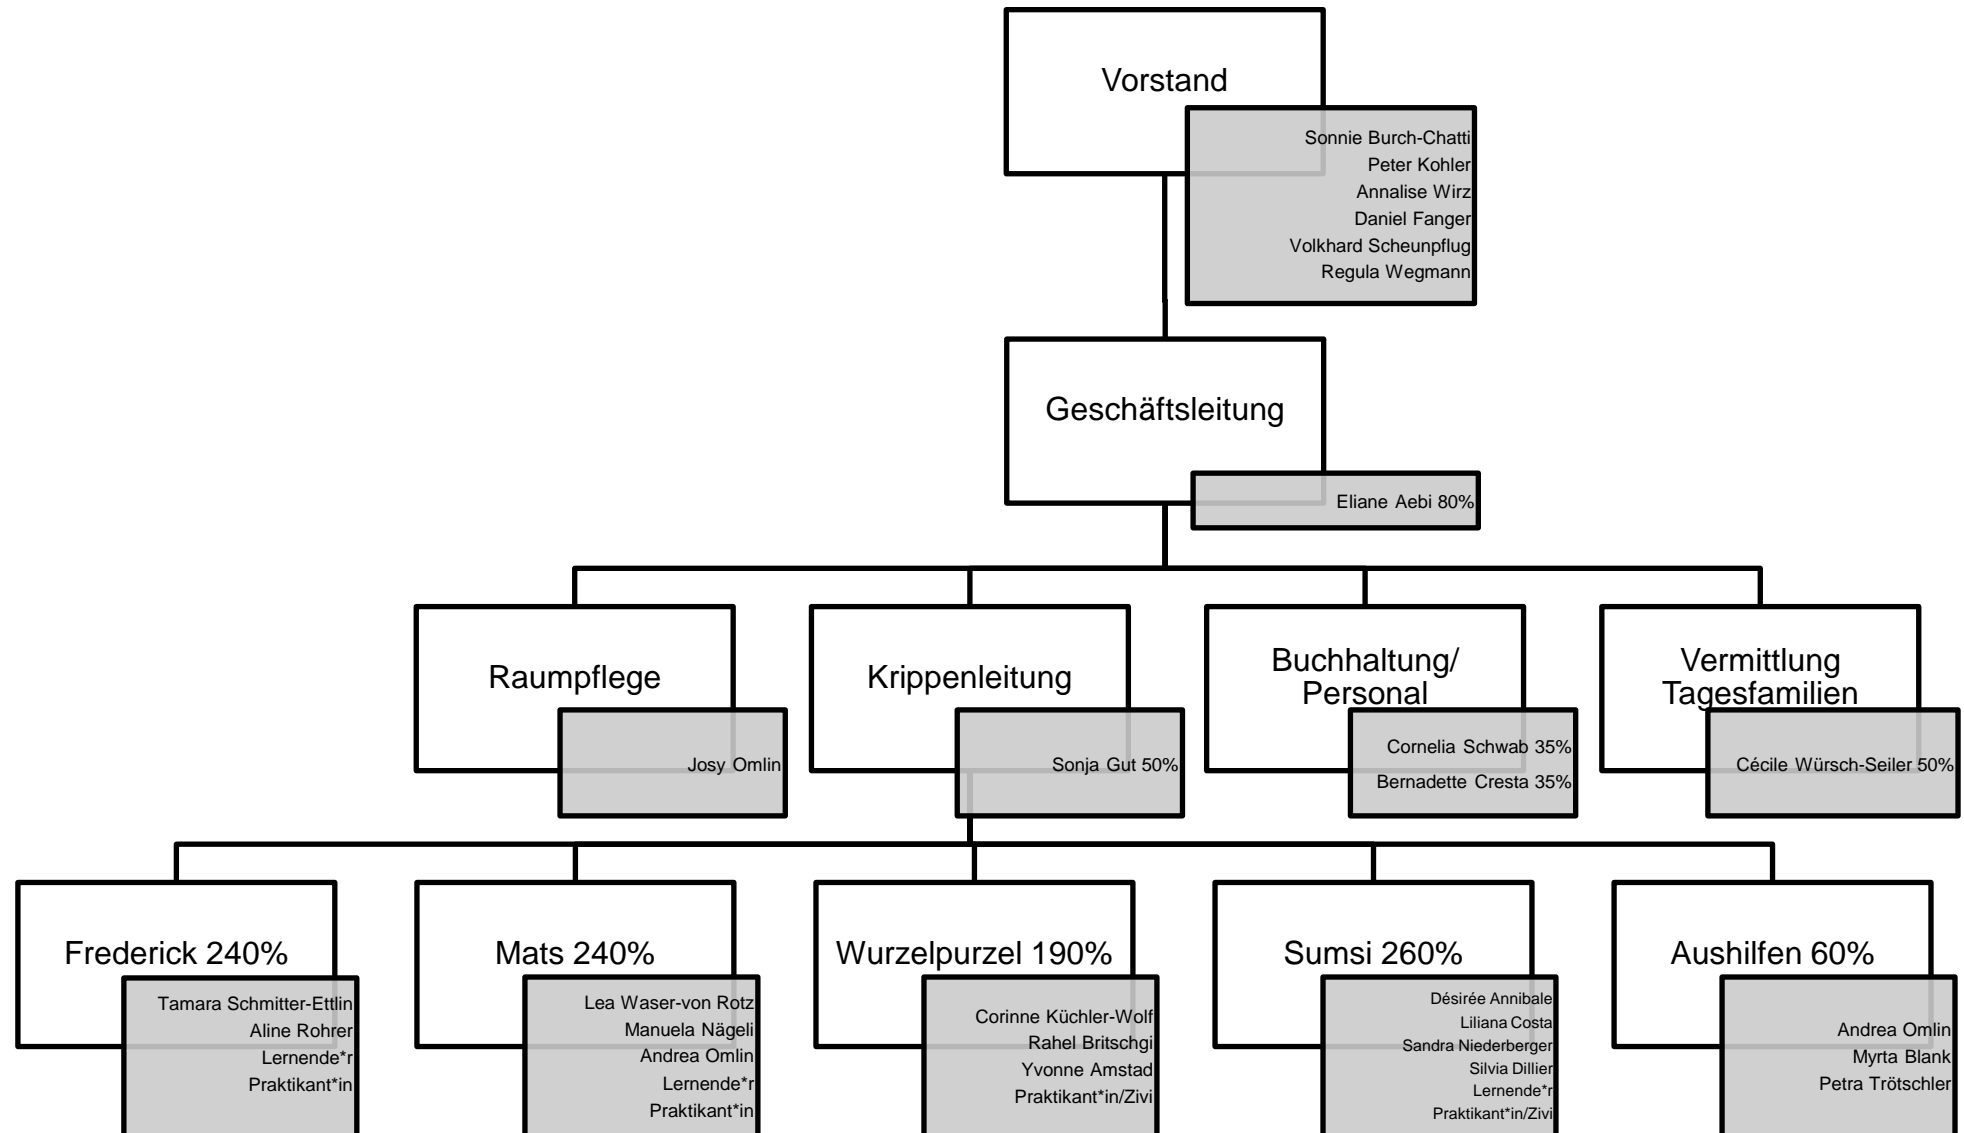 Vorstand
Sonnie Burch-Chatti
Peter Kohler
Annalise Wirz
Daniel Fanger
Volkhard Scheunpflug
Regula Wegmann
Geschäftsleitung
Eliane Aebi 80%
Raumpflege
Josy Omlin
Krippenleitung
Sonja Gut 50%
Buchhaltung/
Personal
Cornelia Schwab 35%
Bernadette Cresta 35%
Vermittlung
Tagesfamilien
Cécile Würsch-Seiler 50%
Frederick 240%
Tamara Schmitter-Ettlin
Aline Rohrer
Lernende*r
Praktikant*in
Mats 240%
Lea Waser-von Rotz
Manuela Nägeli
Andrea Omlin
Lernende*r
Praktikant*in
Wurzelpurzel 190%
Corinne Küchler-Wolf
Rahel Britschgi
Yvonne Amstad
Praktikant*in/Zivi
Sumsi 260%
Désirée Annibale
Liliana Costa
Sandra Niederberger
Silvia Dillier
Lernende*r
Praktikant*in/Zivi
Aushilfen 60%
Andrea Omlin
Myrta Blank
Petra Trötschler